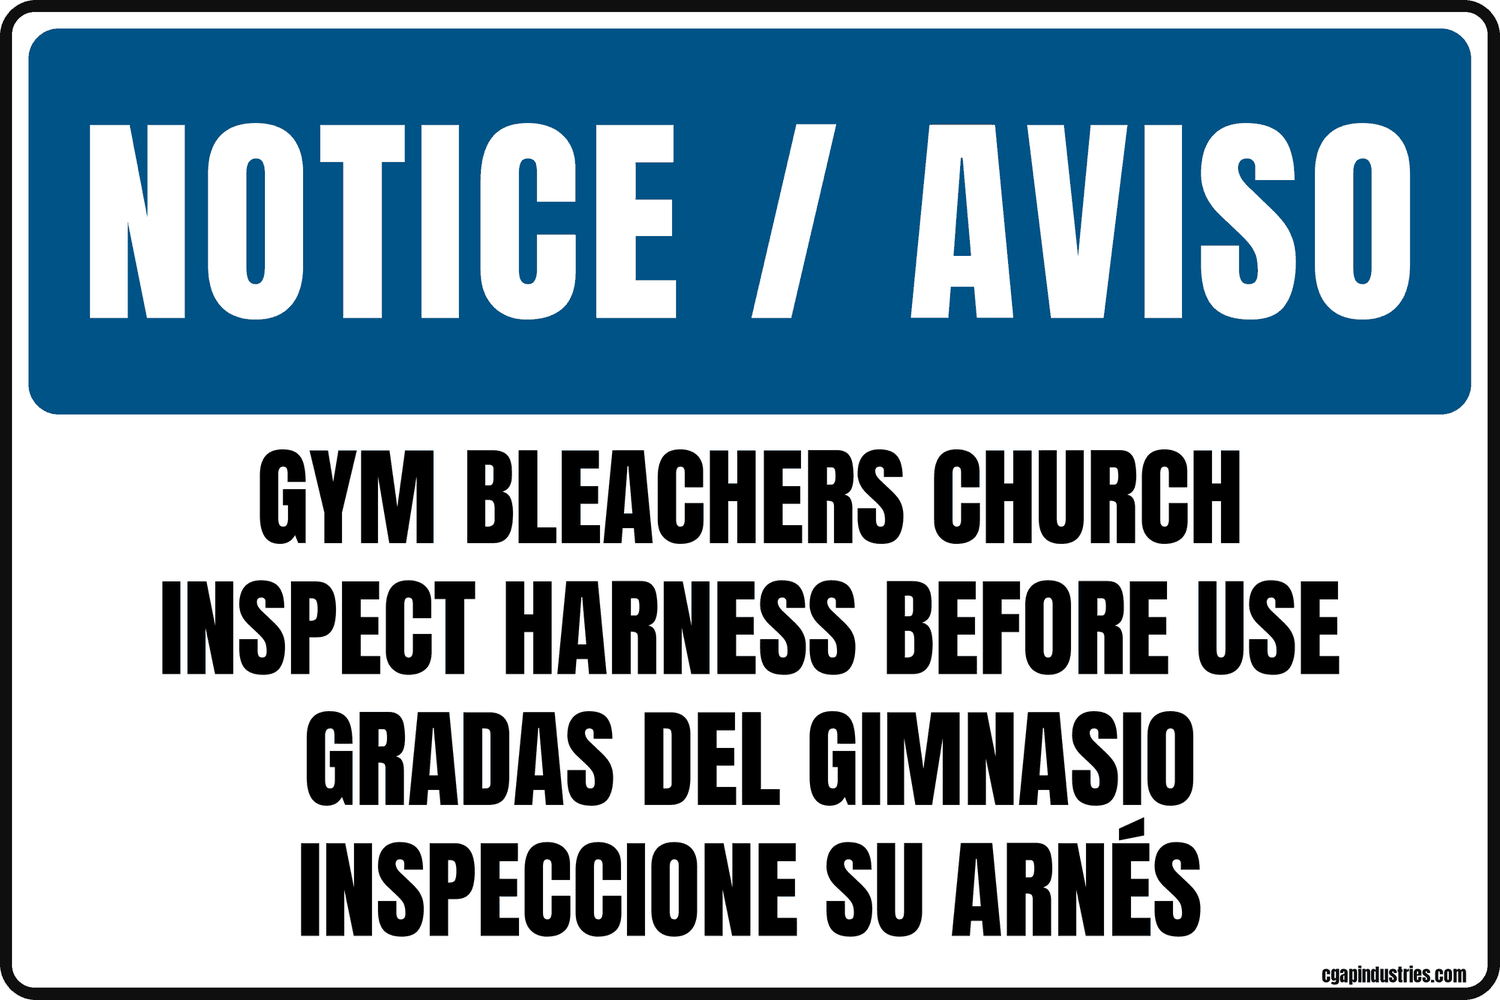 NOTICE / AVISO
GYM BLEACHERS CHURCH
INSPECT HARNESS BEFORE USE
GRADAS DEL GIMNASIO
INSPECCIONE SU ARNÉS
cgapindustries.com